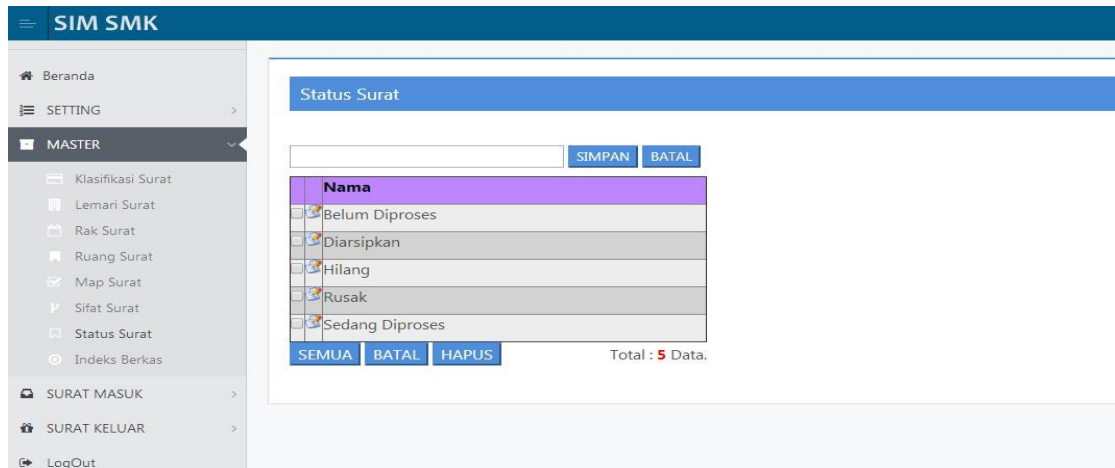 SIM SMK
Beranda
SETTING
MASTER
Klasifikasi Surat
Lemari Surat
Rak Surat
Ruang Surat
Map Surat
Sifat Surat
Status Surat
Indeks Berkas
SURAT MASUK
SURAT KELUAR
LogOut
Status Surat
SIMPAN BATAL
Nama
Belum Diproses
Diarsipkan
Hilang
Rusak
Sedang Diproses
SEMUA BATAL HAPUS Total : 5 Data.